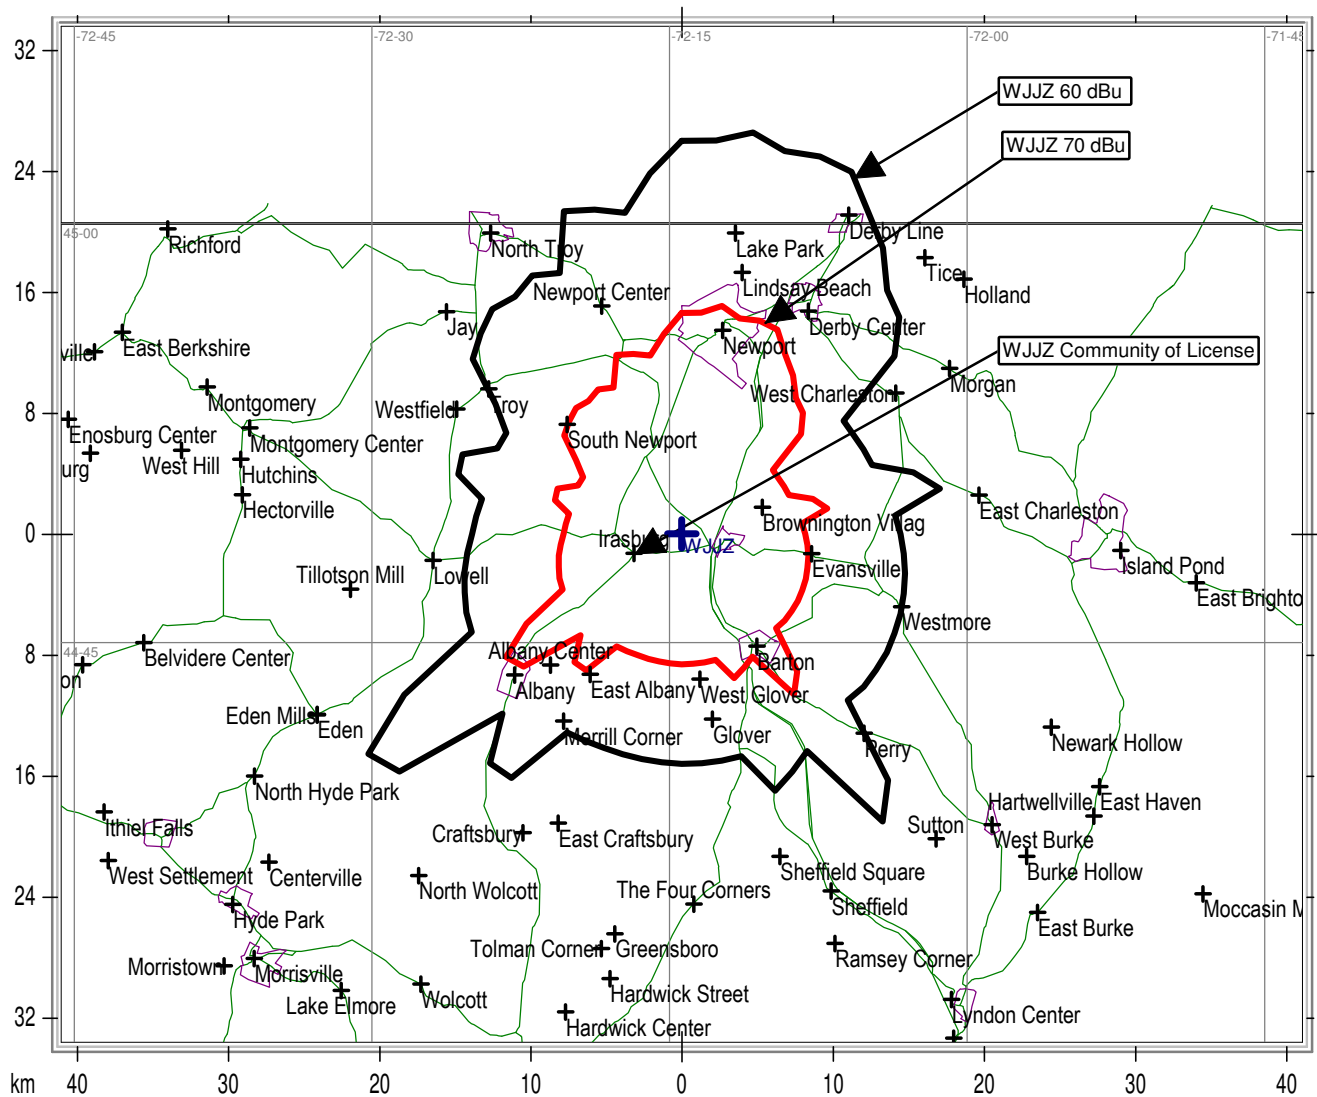 -72-45
-72-30
-72-15
-72-00
-71-45
32
WJJZ 60 dBu
WJJZ 70 dBu
24
45-00
Richford
North Troy
Lake Park
Derby Line
Tice
Holland
16
Newport Center
Lindsay Beach
Jay
Derby Center
East Berkshire
ville
Newport
WJJZ Community of License
Montgomery
West Charleston
Morgan
Westfield
Troy
8
Enosburg Center
Montgomery Center
South Newport
urg
West Hill
Hutchins
Hectorville
East Charleston
Brownington Villag
0
Irasburg
WJJZ
Tillotson Mill
Lowell
Evansville
Island Pond
East Brighto
Westmore
44-45
8
Belvidere Center
Albany Center
Barton
on
Albany
East Albany
West Glover
Eden Mills
Eden
Merrill Corner
Glover
Perry
Newark Hollow
16
North Hyde Park
Hartwellville
East Haven
Ithiel Falls
Craftsbury
East Craftsbury
Sutton
West Burke
West Settlement
Centerville
North Wolcott
The Four Corners
Sheffield Square
Burke Hollow
24
Hyde Park
Sheffield
Moccasin M
East Burke
Tolman Corner
Greensboro
Ramsey Corner
Morristown
Morrisville
Lake Elmore
Wolcott
Hardwick Street
32
Hardwick Center
Lyndon Center
km
40
30
20
10
0
10
20
30
40